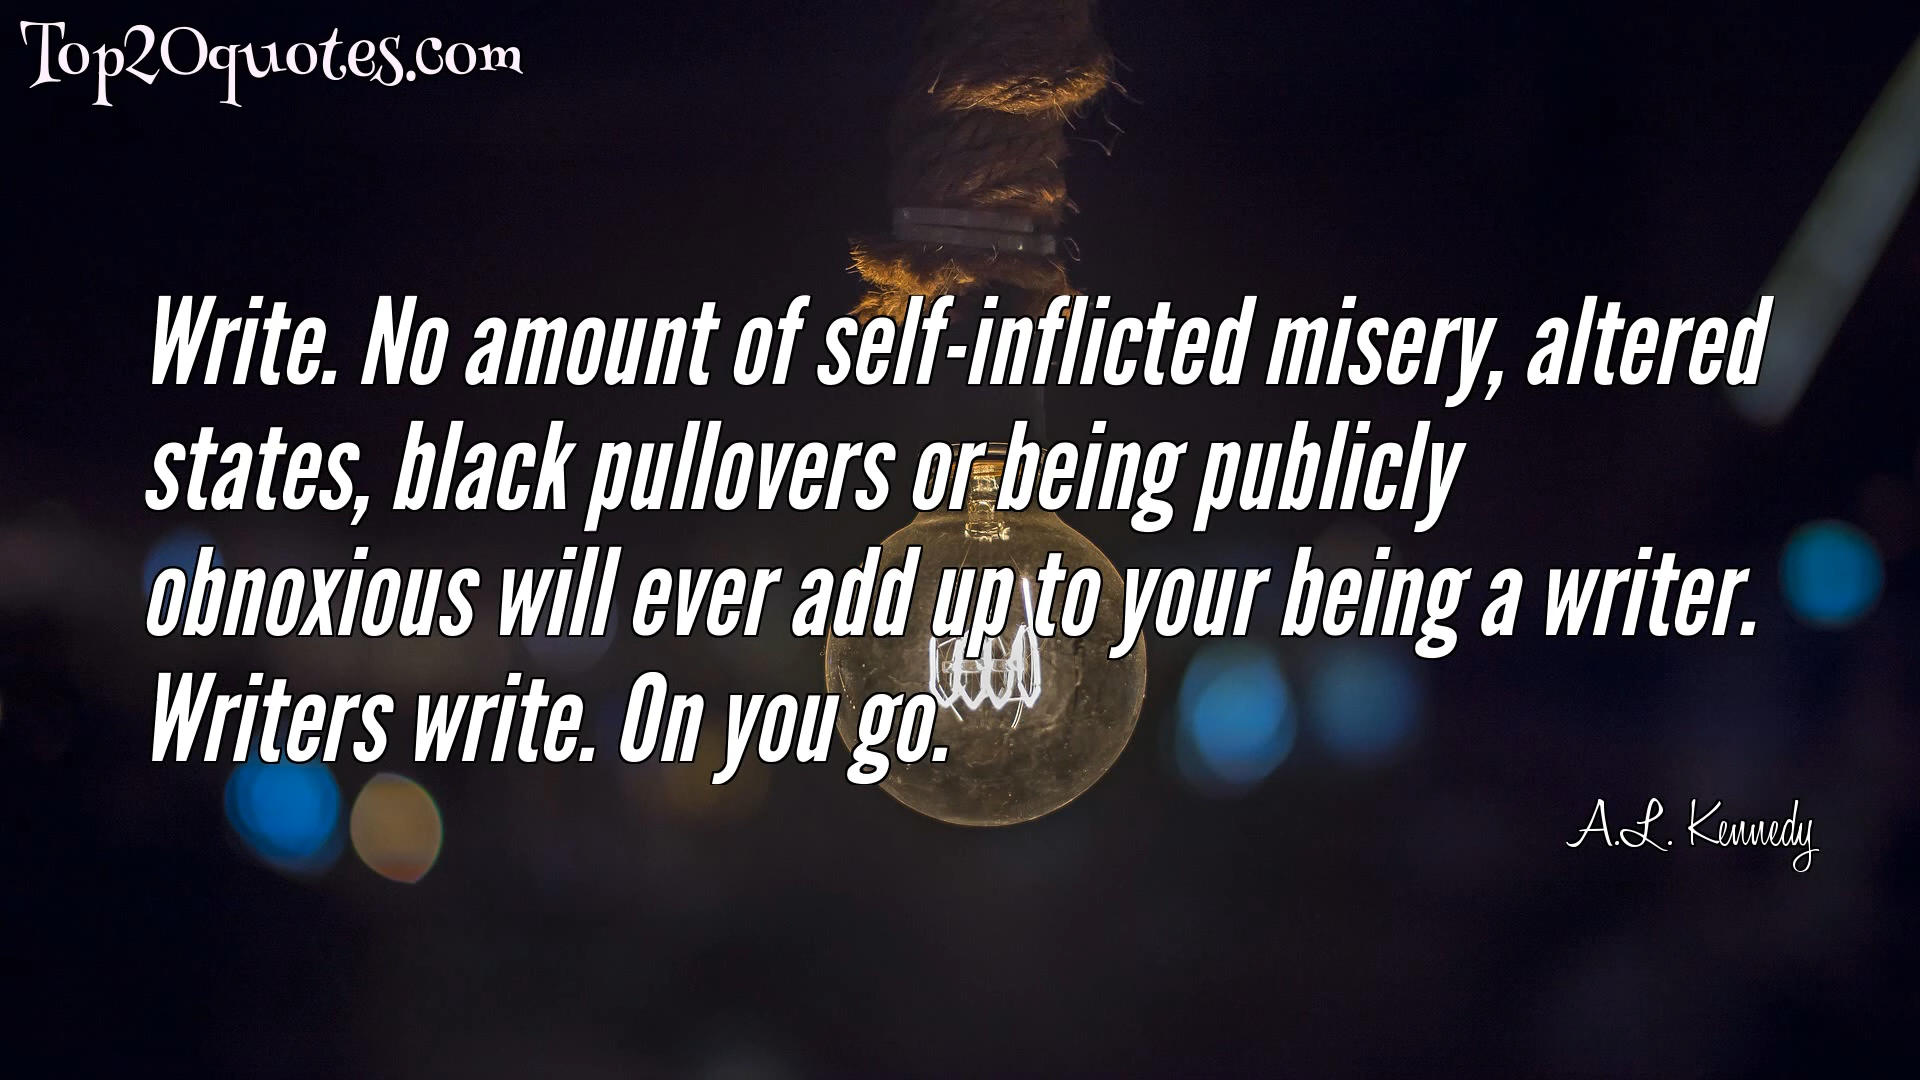 Top20quotes.com
Write. No amount of self-inflicted misery, altered
states, black pullovers or being publicly
obnoxious will ever add up to your being a writer.
Writers write. On you go.
A.L. Kennedy